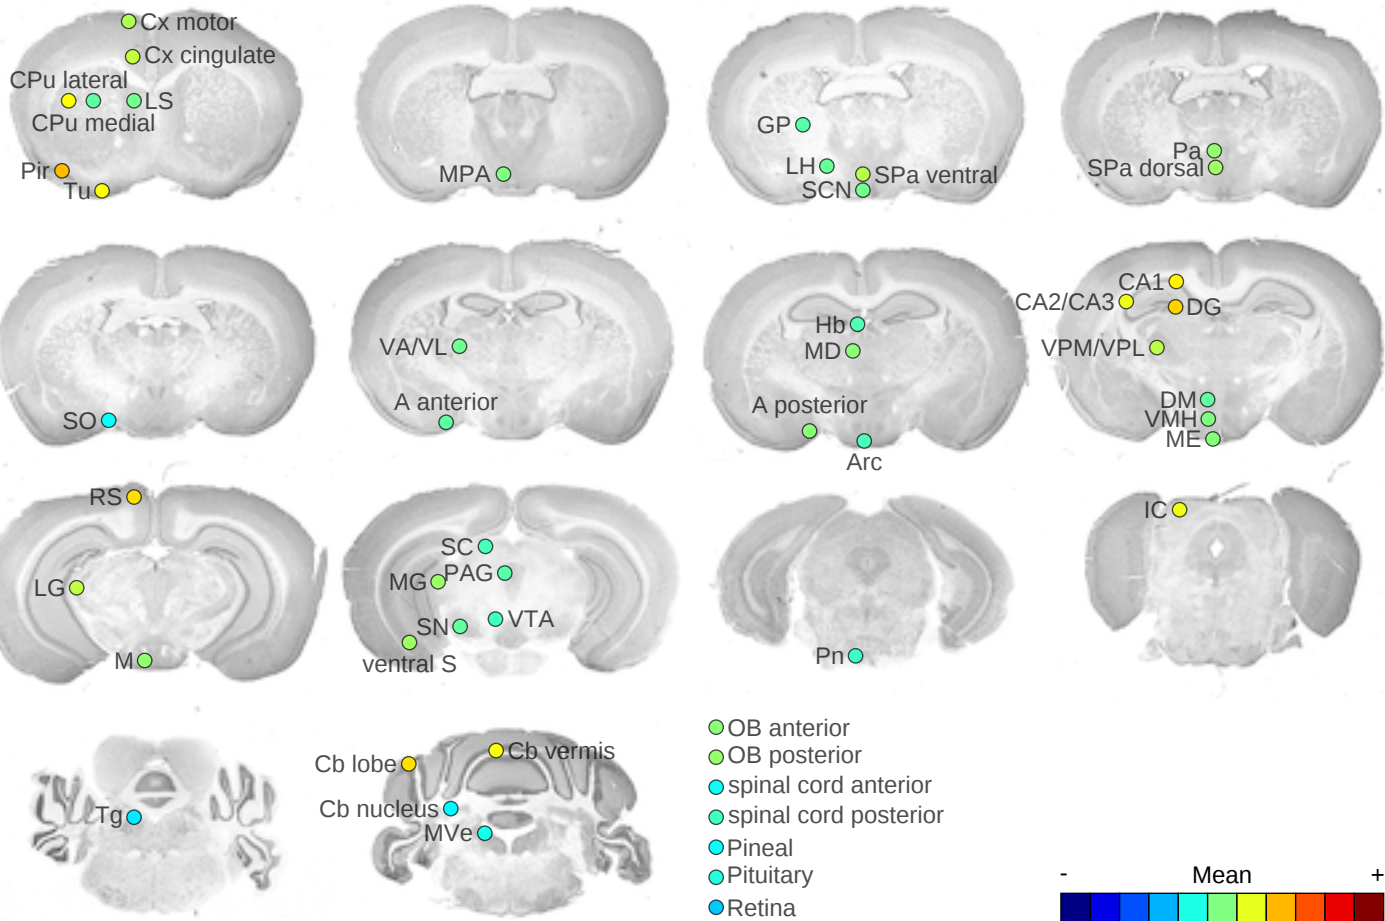 Cx motor
Cx cingulate
CPu lateral
LS
CPu medial
Pir
Tu
MPA
GP
LH
SPa ventral
SCN
Pa
SPa dorsal
SO
VA/VL
A anterior
Hb
MD
A posterior
Arc
CA1
CA2/CA3
DG
VPM/VPL
DM
VMH
ME
RS
LG
M
SC
PAG
MG
VTA
SN
ventral S
Pn
IC
Tg
Cb lobe
Cb vermis
Cb nucleus
MVe
OB anterior
OB posterior
spinal cord anterior
spinal cord posterior
Pineal
Pituitary
Retina
- Mean +